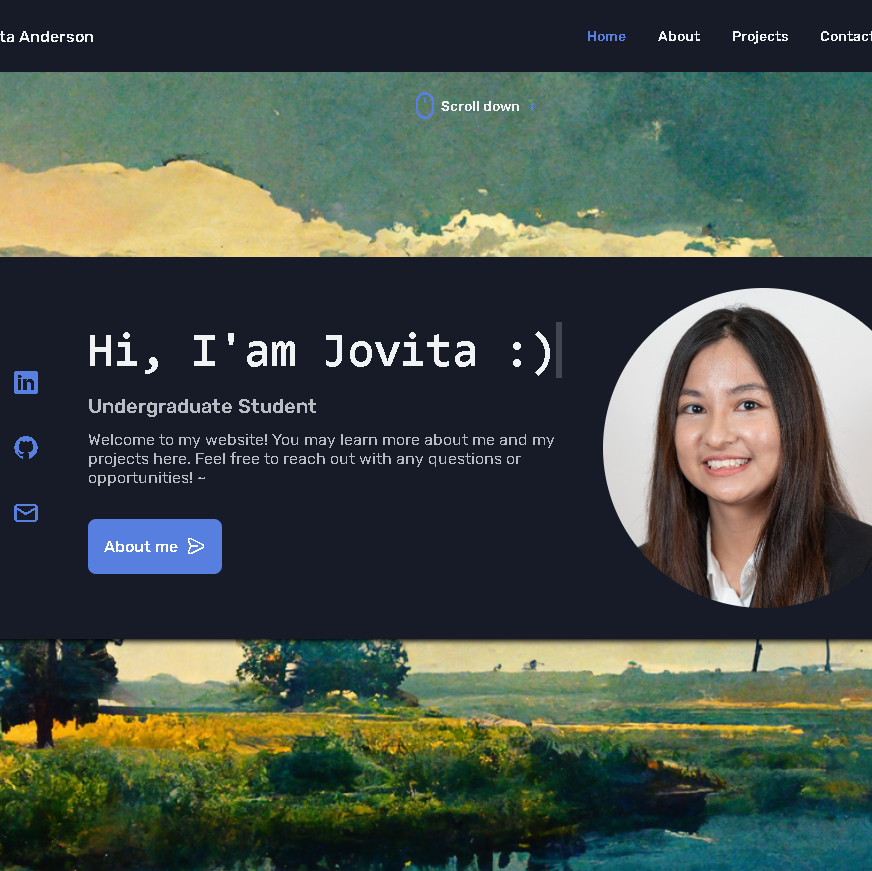 ta Anderson
Home About Projects Contact
Scroll down
Hi, I'am Jovita :)
Undergraduate Student
Welcome to my website! You may learn more about me and my
projects here. Feel free to reach out with any questions or
opportunities! ~
in
About me